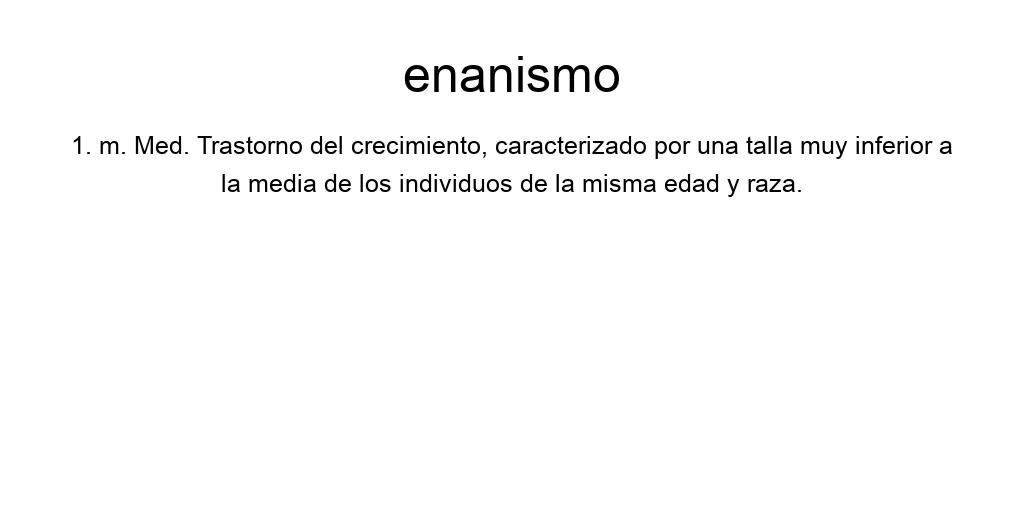 enanismo
1. m. Med. Trastorno del crecimiento, caracterizado por una talla muy inferior a
la media de los individuos de la misma edad y raza.